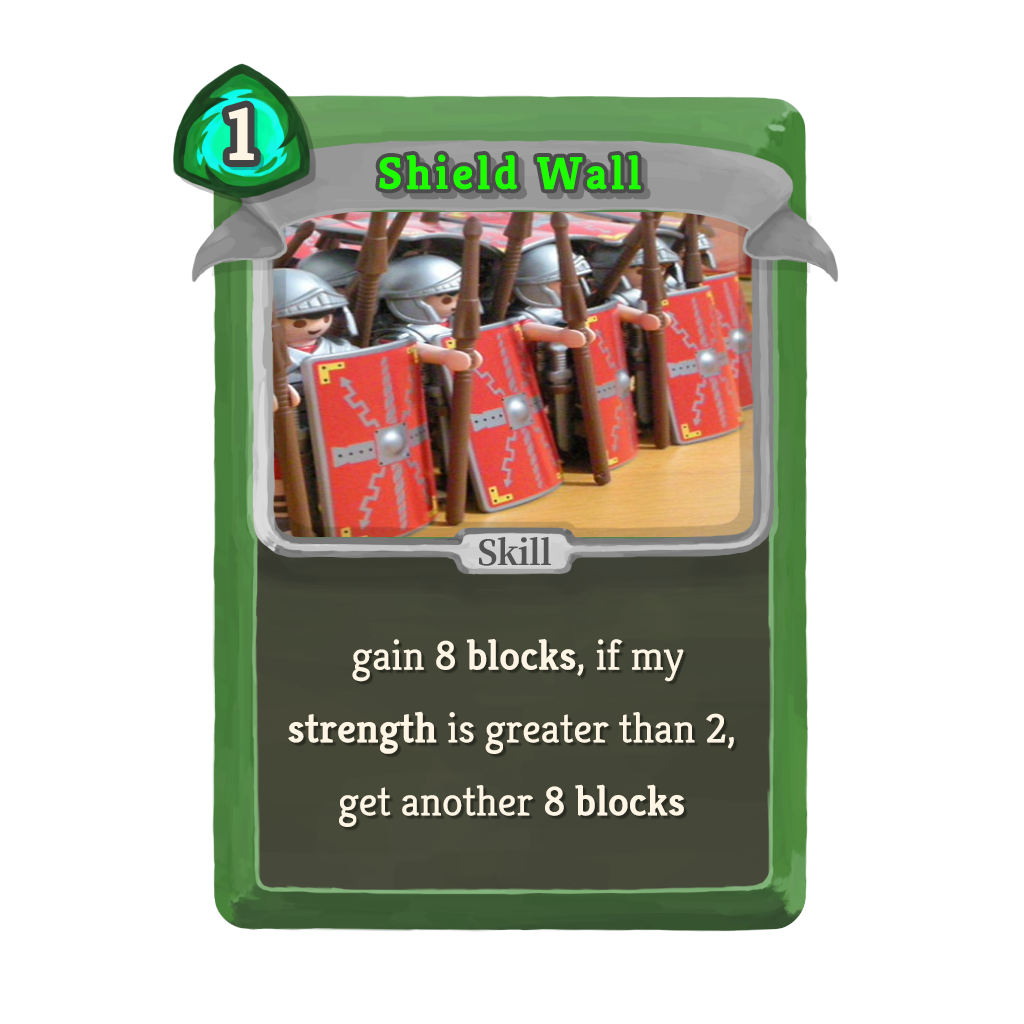 1
Shield Wall
Skill
gain 8 blocks, if my
strength is greater than 2,
get another 8 blocks